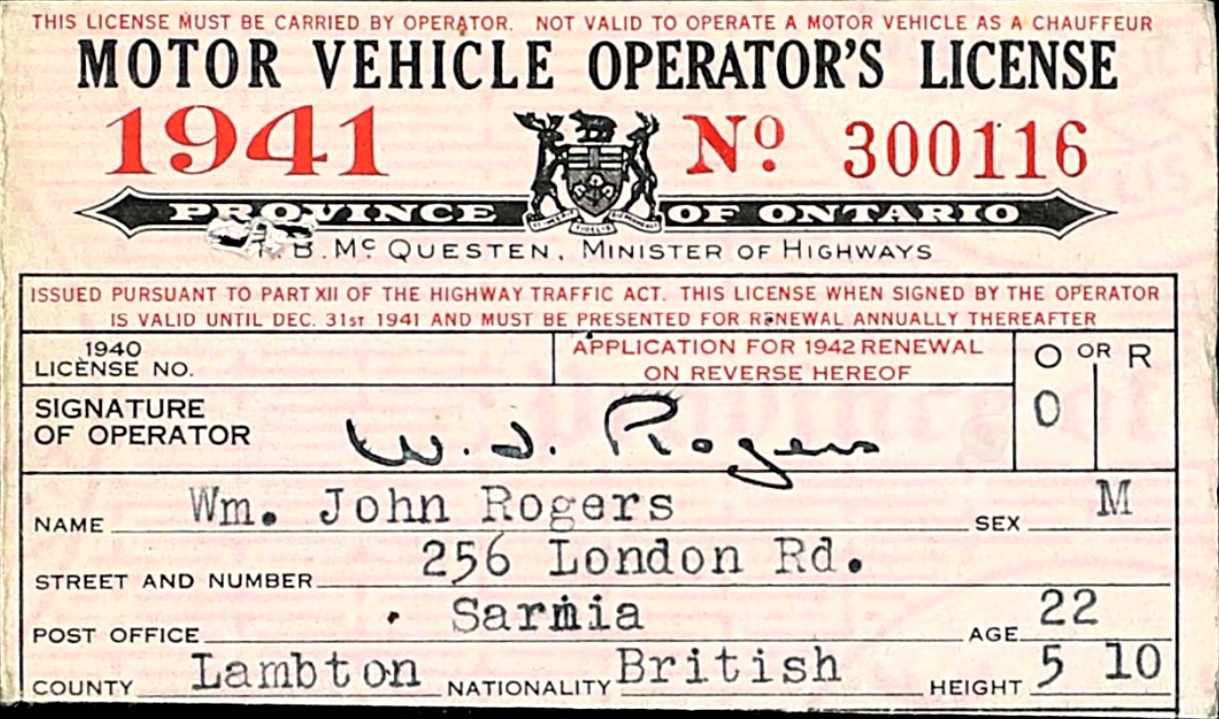 THIS LICENSE MUST BE CARRIED BY OPERATOR. NOT VALID TO OPERATE A MOTOR VEHICLE AS A CHAUFFEUR
MOTOR VEHICLE OPERATOR'S LICENSE
1941 No 300116
PROVINCE OF ONTARIO
B. Mc QUESTEN, MINISTER OF HIGHWAYS
ISSUED PURSUANT TO PART XII OF THE HIGHWAY TRAFFIC ACT. THIS LICENSE WHEN SIGNED BY THE OPERATOR
IS VALID UNTIL DEC. 31ST 1941 AND MUST BE PRESENTED FOR RENEWAL ANNUALLY THEREAFTER
1940
LICENSE NO.
APPLICATION FOR 1942 RENEWAL
ON REVERSE HEREOF
O OR R
O
SIGNATURE
OF OPERATOR
W. J. Rogers
NAME Wm. John Rogers SEX M
STREET AND NUMBER 256 London Rd.
POST OFFICE Sarnia AGE 22
COUNTY Lambton NATIONALITY British HEIGHT 5 10